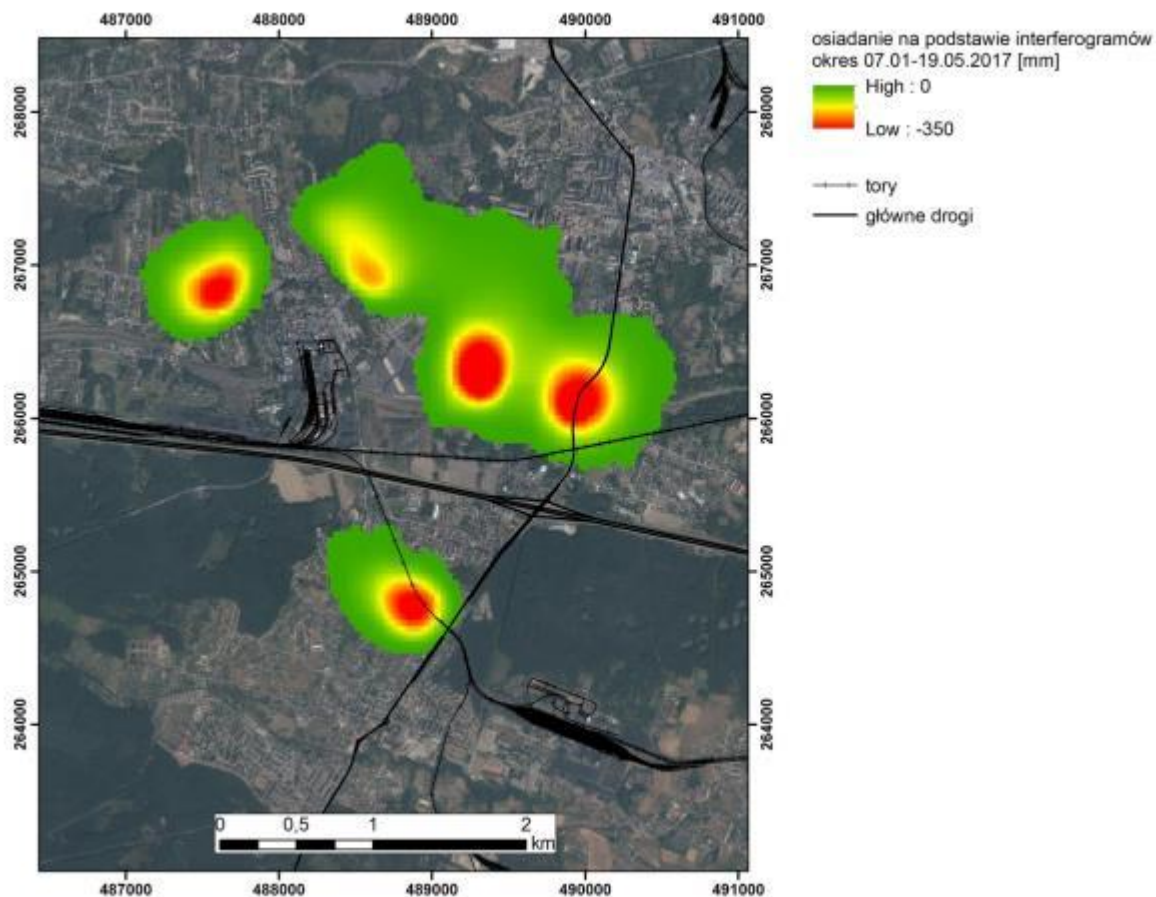 487000 488000 489000 490000 491000
osiadanie na podstawie interferogramów
okres 07.01-19.05.2017 [mm]
High : 0
Low : -350
tory
główne drogi
268000 268000
267000 267000
266000 266000
265000 265000
264000 264000
0 0,5 1 2
km
487000 488000 489000 490000 491000